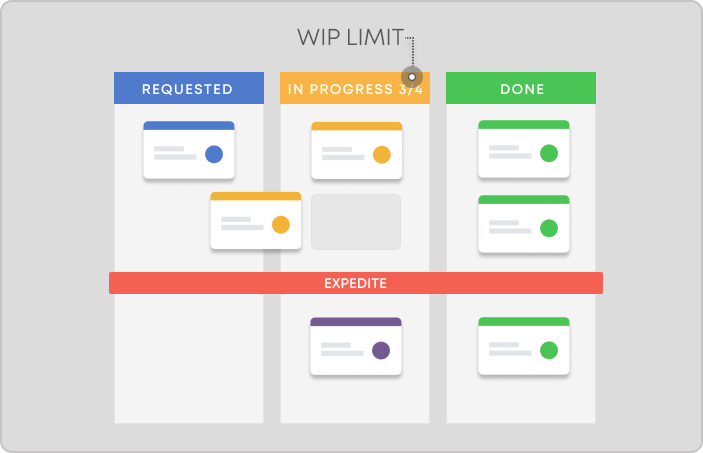 WIP LIMIT
REQUESTED
IN PROGRESS 3/4
DONE
EXPEDITE